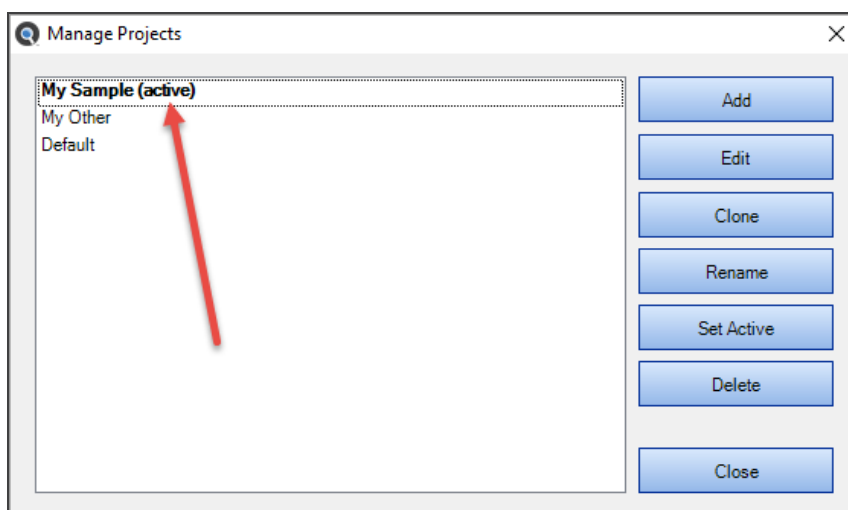 Manage Projects
My Sample (active)
My Other
Default
Add
Edit
Clone
Rename
Set Active
Delete
Close